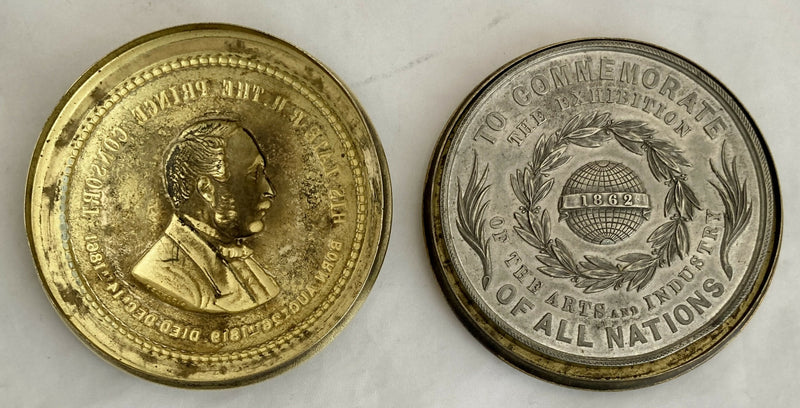 H. THE PRINCE CONSORT
BORN AUG. 26. 1819 DIED DEC. 14. 1861
TO COMMEMORATE
THE EXHIBITION
1862
OF THE ARTS AND INDUSTRY
OF ALL NATIONS